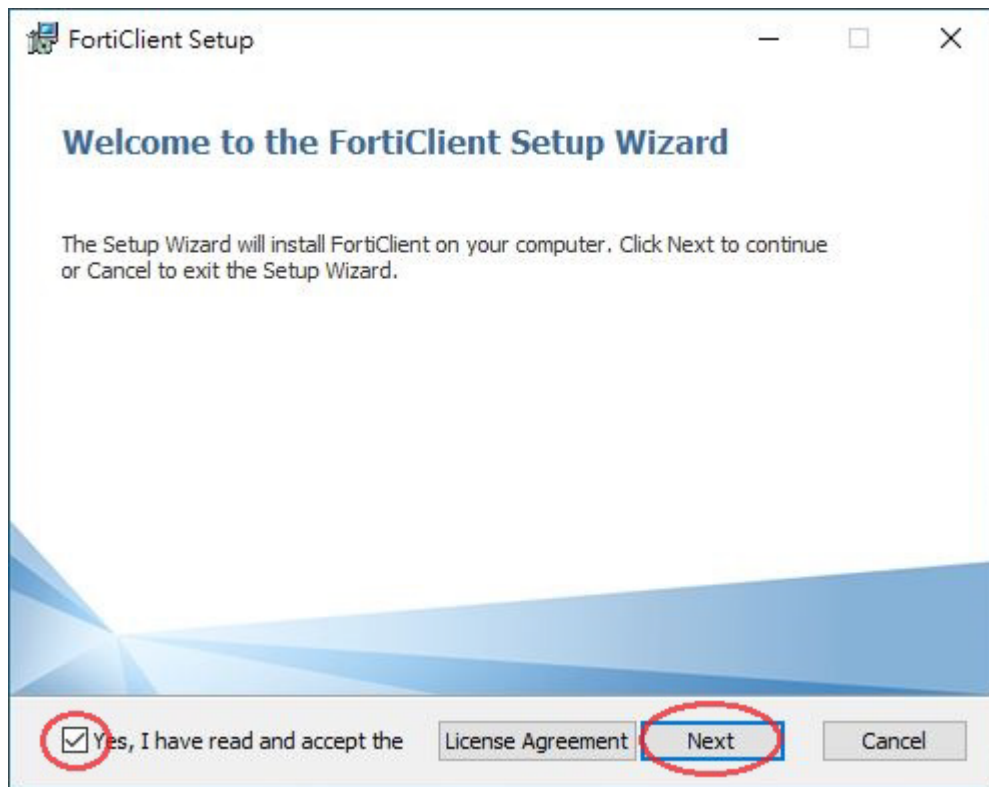 FortiClient Setup
Welcome to the FortiClient Setup Wizard
The Setup Wizard will install FortiClient on your computer. Click Next to continue
or Cancel to exit the Setup Wizard.
Yes, I have read and accept the License Agreement Next Cancel